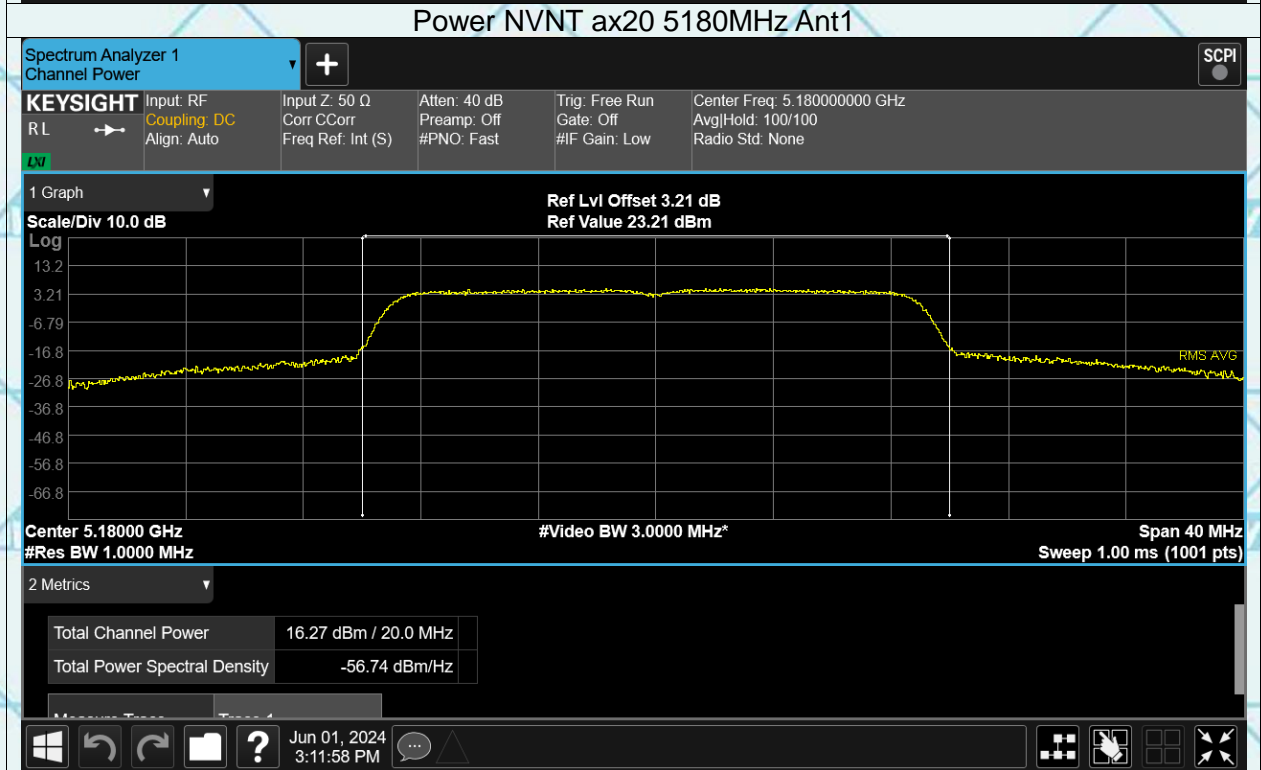 Power NVNT ax20 5180MHz Ant1
Spectrum Analyzer 1
Channel Power
SCPI
KEYSIGHT
RL
LXI
Input: RF
Coupling: DC
Align: Auto
Input Z: 50 Ω
Corr CCorr
Freq Ref: Int (S)
Atten: 40 dB
Preamp: Off
#PNO: Fast
Trig: Free Run
Gate: Off
#IF Gain: Low
Center Freq: 5.180000000 GHz
Avg|Hold: 100/100
Radio Std: None
1 Graph
Ref Lvl Offset 3.21 dB
Scale/Div 10.0 dB
Ref Value 23.21 dBm
Log
13.2
3.21
-6.79
-16.8
RMS AVG
-26.8
-36.8
-46.8
-56.8
-66.8
Center 5.18000 GHz
#Video BW 3.0000 MHz*
Span 40 MHz
#Res BW 1.0000 MHz
Sweep 1.00 ms (1001 pts)
2 Metrics
Total Channel Power
16.27 dBm / 20.0 MHz
Total Power Spectral Density
-56.74 dBm/Hz
Measure Trace
Trace 1
?
Jun 01, 2024
3:11:58 PM